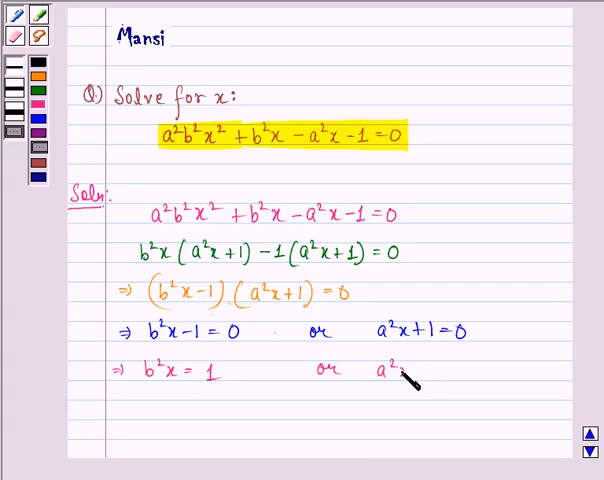 Mansi
Q.) Solve for x:
a²b²x² + b²x - a²x - 1 = 0
Soln:
a²b²x² + b²x - a²x - 1 = 0
b²x (a²x + 1) - 1 (a²x + 1) = 0
⇒ (b²x - 1) . (a²x + 1) = 0
⇒ b²x - 1 = 0 or a²x + 1 = 0
⇒ b²x = 1 or a²